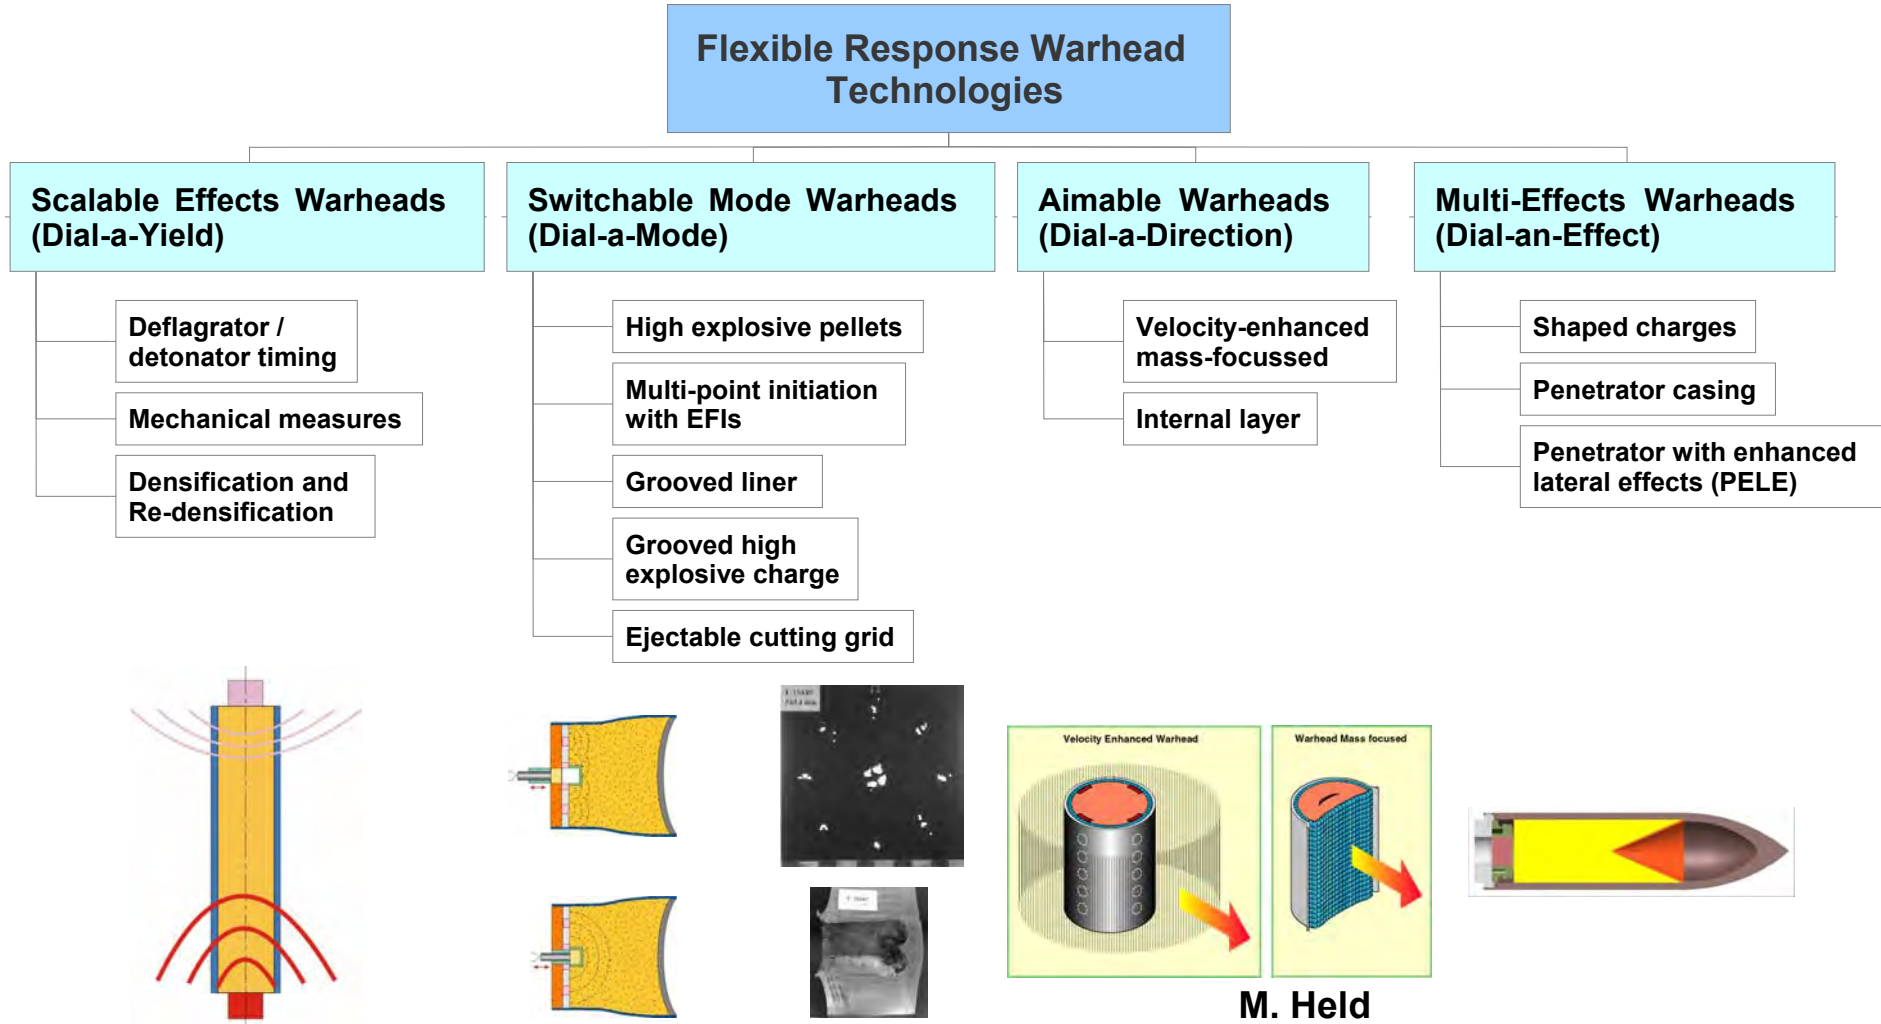 Flexible Response Warhead
Technologies
Scalable Effects Warheads
(Dial-a-Yield)
Deflagrator /
detonator timing
Mechanical measures
Densification and
Re-densification
Switchable Mode Warheads
(Dial-a-Mode)
High explosive pellets
Multi-point initiation
with EFIs
Grooved liner
Grooved high
explosive charge
Ejectable cutting grid
Aimable Warheads
(Dial-a-Direction)
Velocity-enhanced
mass-focussed
Internal layer
Multi-Effects Warheads
(Dial-an-Effect)
Shaped charges
Penetrator casing
Penetrator with enhanced
lateral effects (PELE)
Velocity Enhanced Warhead
Warhead Mass focused
M. Held